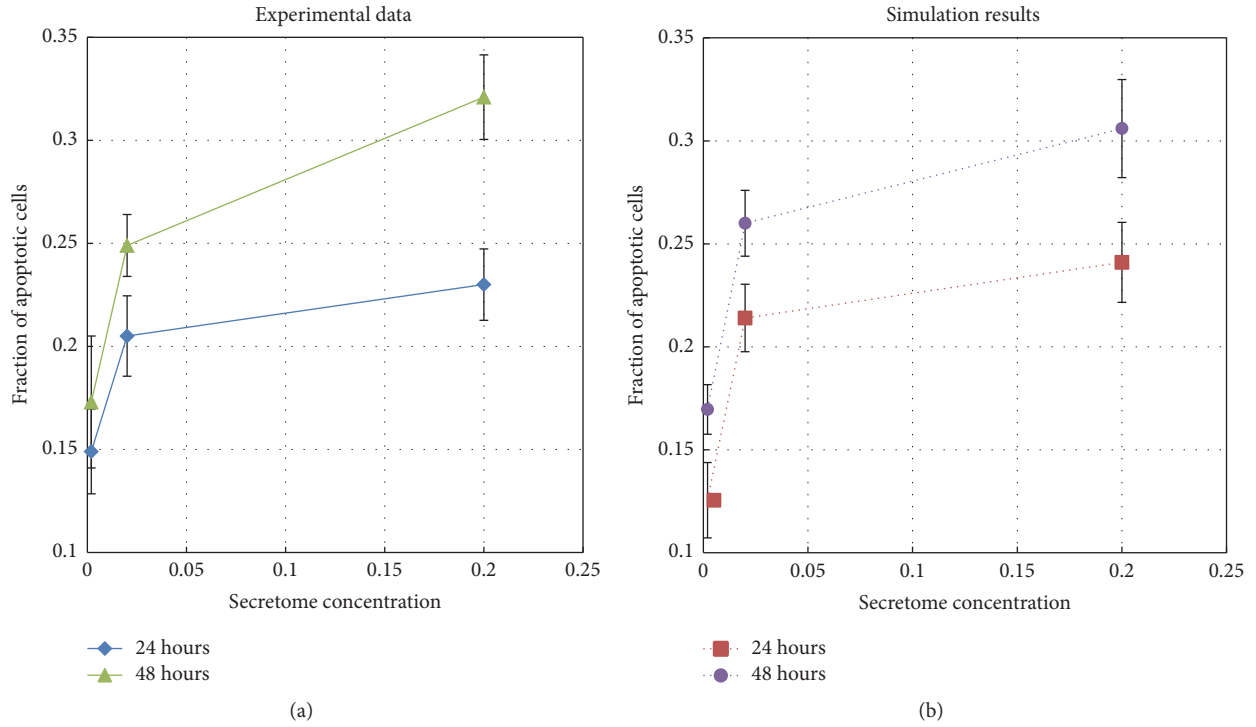 Experimental data
0.35
0.3
0.25
0.2
0.15
0.1
Fraction of apoptotic cells
0
0.05
0.1
0.15
0.2
0.25
Secretome concentration
24 hours
48 hours
(a)
Simulation results
0.35
0.3
0.25
0.2
0.15
0.1
Fraction of apoptotic cells
0
0.05
0.1
0.15
0.2
0.25
Secretome concentration
24 hours
48 hours
(b)